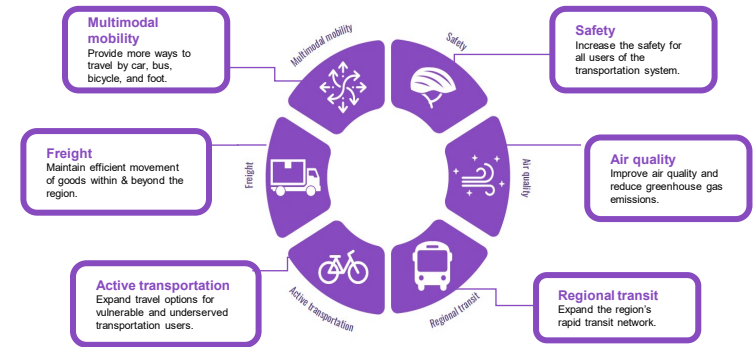 Multimodal
mobility
Provide more ways to
travel by car, bus,
bicycle, and foot.
Multimodal mobility
Safety
Safety
Increase the safety for
all users of the
transportation system.
Freight
Maintain efficient movement
of goods within & beyond the
region.
Freight
Air quality
Air quality
Improve air quality and
reduce greenhouse gas
emissions.
Active transportation
Expand travel options for
vulnerable and underserved
transportation users.
Active transportation
Regional transit
Regional transit
Expand the region’s
rapid transit network.